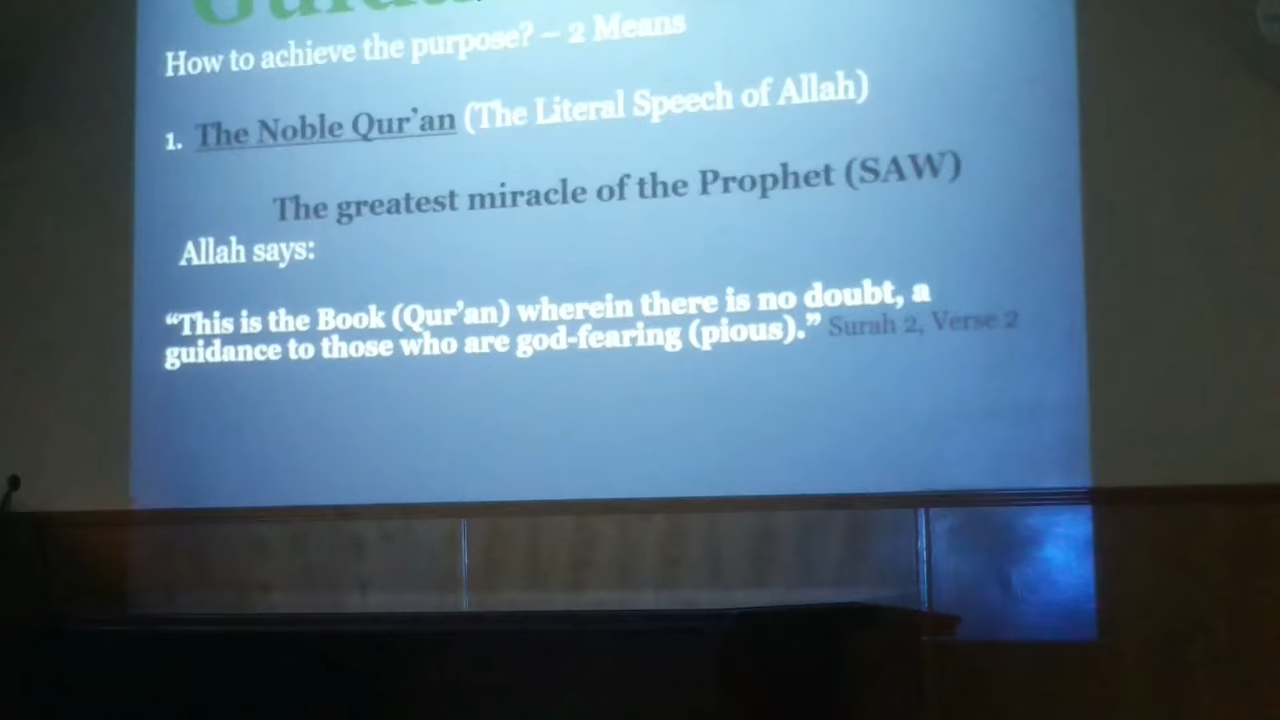 How to achieve the purpose? – 2 Means
1. The Noble Qur'an (The Literal Speech of Allah)
The greatest miracle of the Prophet (SAW)
Allah says:
“This is the Book (Qur’an) wherein there is no doubt, a
guidance to those who are god-fearing (pious).” Surah 2, Verse 2